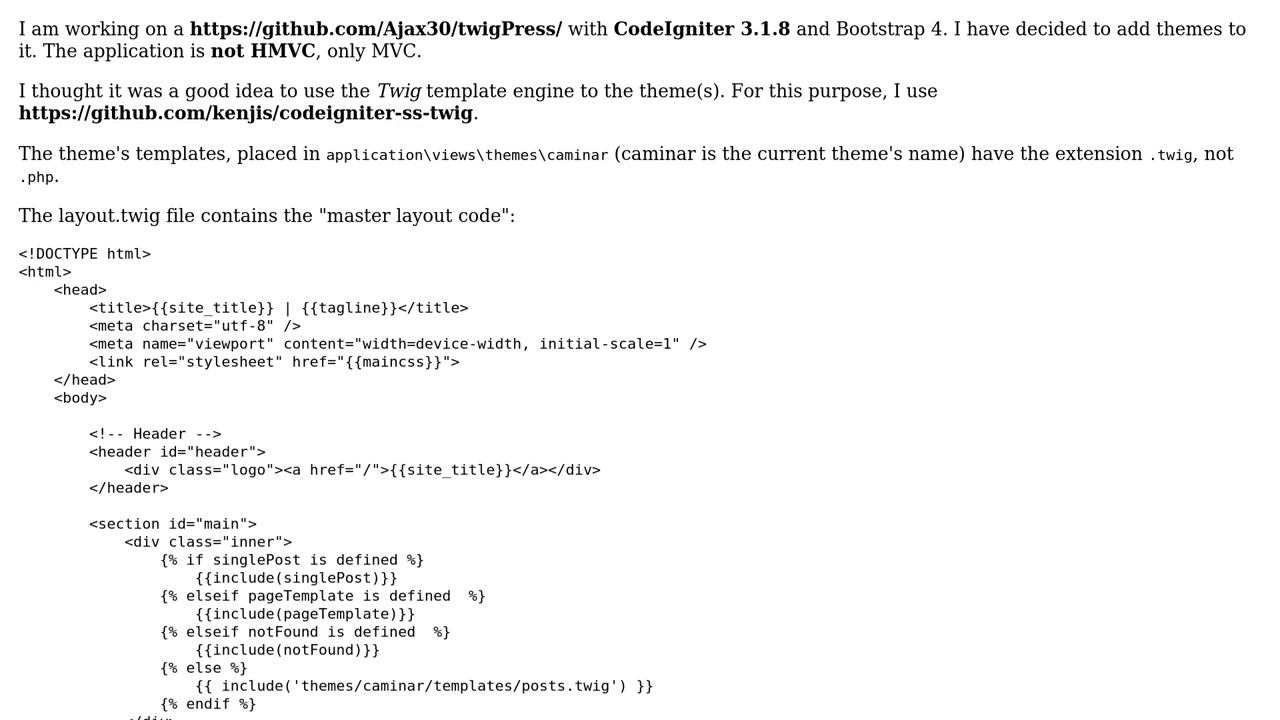 I am working on a https://github.com/Ajax30/twigPress/ with CodeIgniter 3.1.8 and Bootstrap 4. I have decided to add themes to
it. The application is not HMVC, only MVC.
I thought it was a good idea to use the Twig template engine to the theme(s). For this purpose, I use
https://github.com/kenjis/codeigniter-ss-twig.
The theme's templates, placed in application\views\themes\caminar (caminar is the current theme's name) have the extension .twig, not
.php.
The layout.twig file contains the "master layout code":
<!DOCTYPE html>
<html>
    <head>
        <title>{{site_title}} | {{tagline}}</title>
        <meta charset="utf-8" />
        <meta name="viewport" content="width=device-width, initial-scale=1" />
        <link rel="stylesheet" href="{{maincss}}">
    </head>
    <body>
        <!-- Header -->
        <header id="header">
            <div class="logo"><a href="/">{{site_title}}</a></div>
        </header>
        <section id="main">
            <div class="inner">
                {% if singlePost is defined %}
                    {{include(singlePost)}}
                {% elseif pageTemplate is defined  %}
                    {{include(pageTemplate)}}
                {% elseif notFound is defined  %}
                    {{include(notFound)}}
                {% else %}
                    {{ include('themes/caminar/templates/posts.twig') }}
                {% endif %}
            </div>